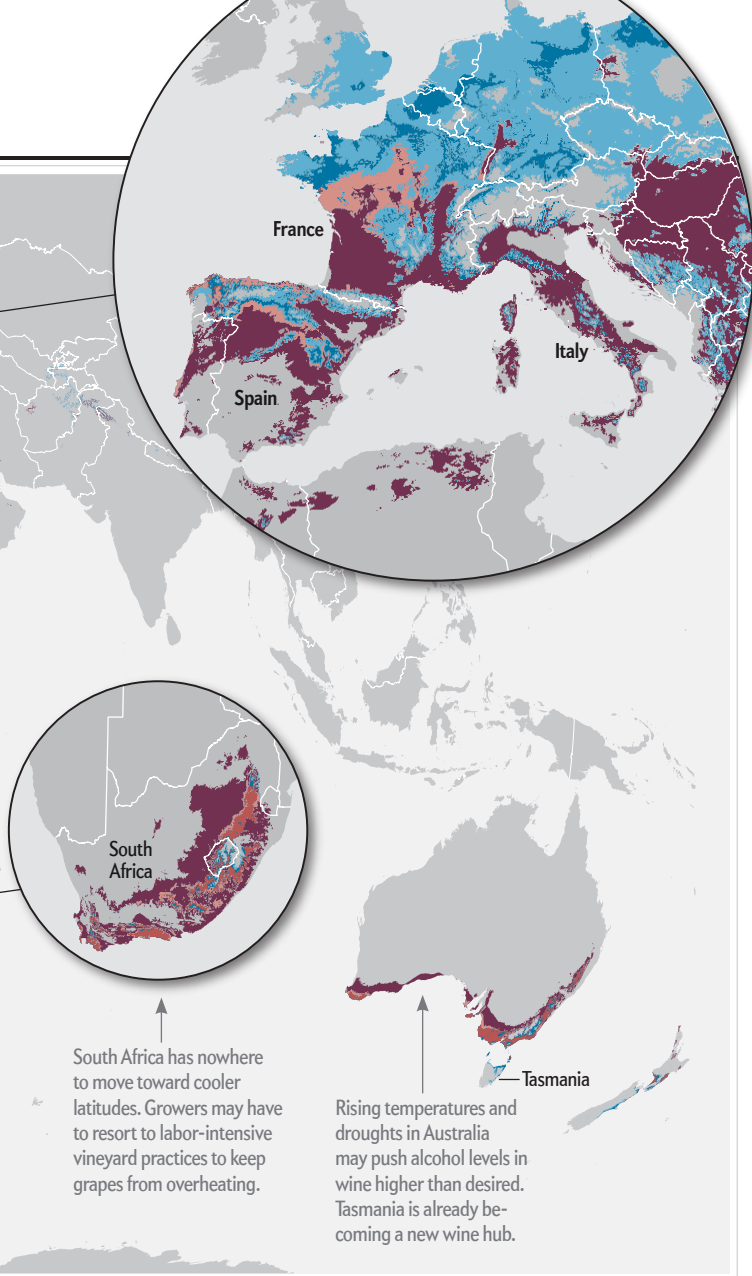 France
Italy
Spain
South
Africa
South Africa has nowhere
to move toward cooler
latitudes. Growers may have
to resort to labor-intensive
vineyard practices to keep
grapes from overheating.
Tasmania
Rising temperatures and
droughts in Australia
may push alcohol levels in
wine higher than desired.
Tasmania is already be-
coming a new wine hub.